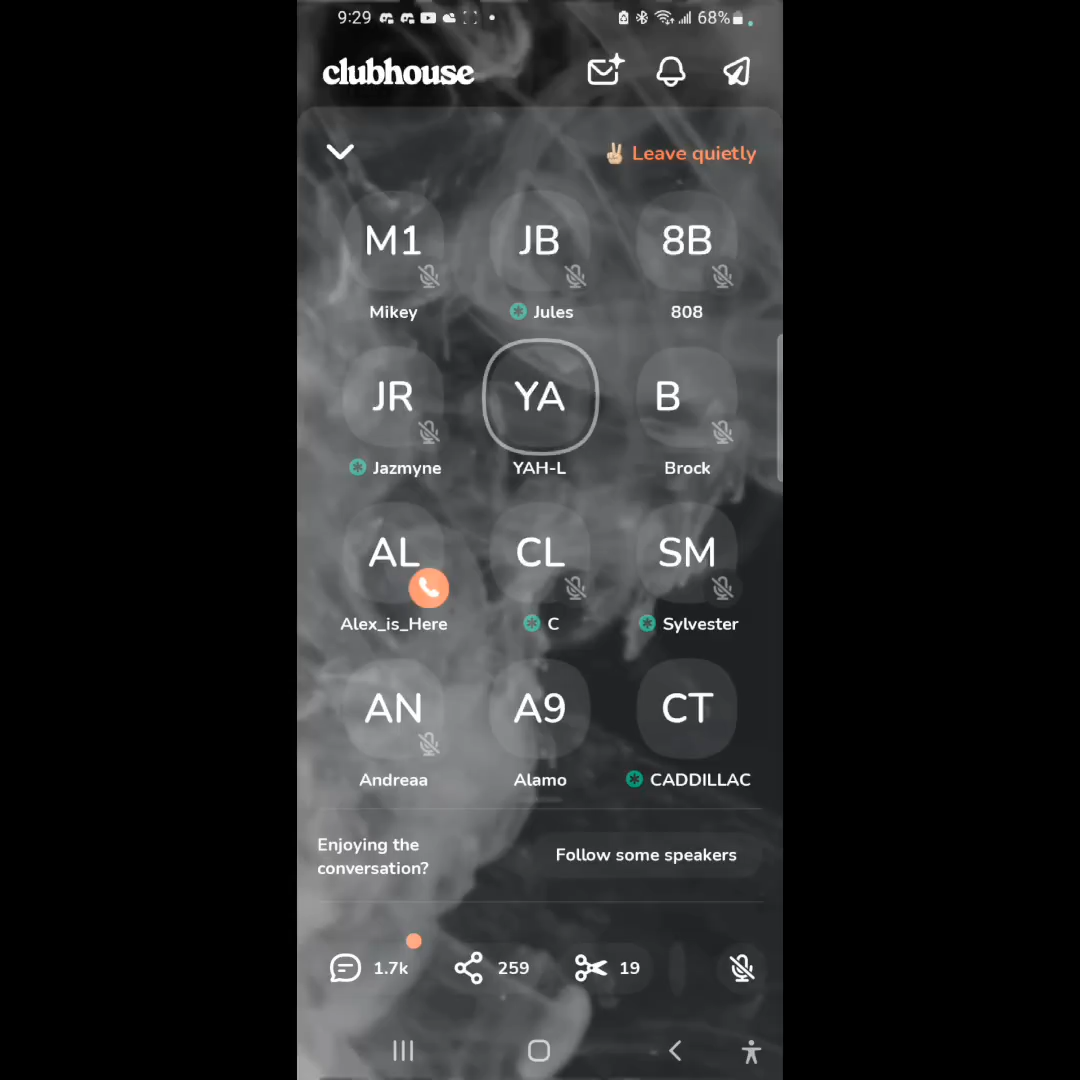 9:29 68%
clubhouse
✌🏼 Leave quietly
M1 JB 8B
Mikey Jules 808
JR YA B
Jazmyne YAH-L Brock
AL CL SM
Alex_is_Here C Sylvester
AN A9 CT
Andreaa Alamo CADDILLAC
Enjoying the
conversation?
Follow some speakers
1.7k 259 19